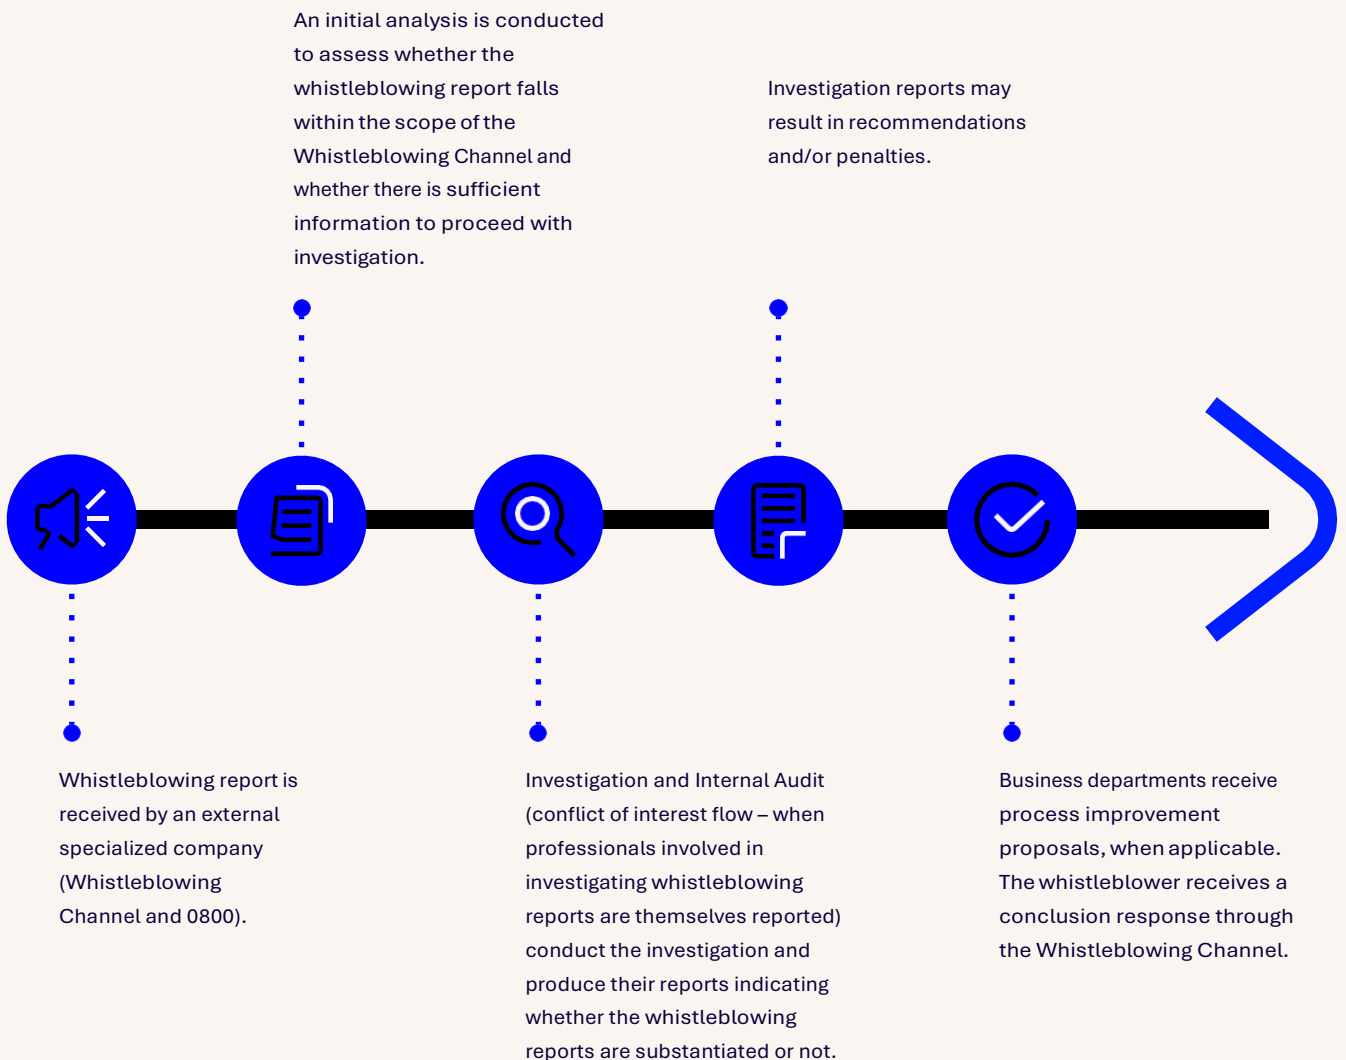 An initial analysis is conducted
to assess whether the
whistleblowing report falls
within the scope of the
Whistleblowing Channel and
whether there is sufficient
information to proceed with
investigation.
Investigation reports may
result in recommendations
and/or penalties.
Whistleblowing report is
received by an external
specialized company
(Whistleblowing
Channel and 0800).
Investigation and Internal Audit
(conflict of interest flow – when
professionals involved in
investigating whistleblowing
reports are themselves reported)
conduct the investigation and
produce their reports indicating
whether the whistleblowing
reports are substantiated or not.
Business departments receive
process improvement
proposals, when applicable.
The whistleblower receives a
conclusion response through
the Whistleblowing Channel.